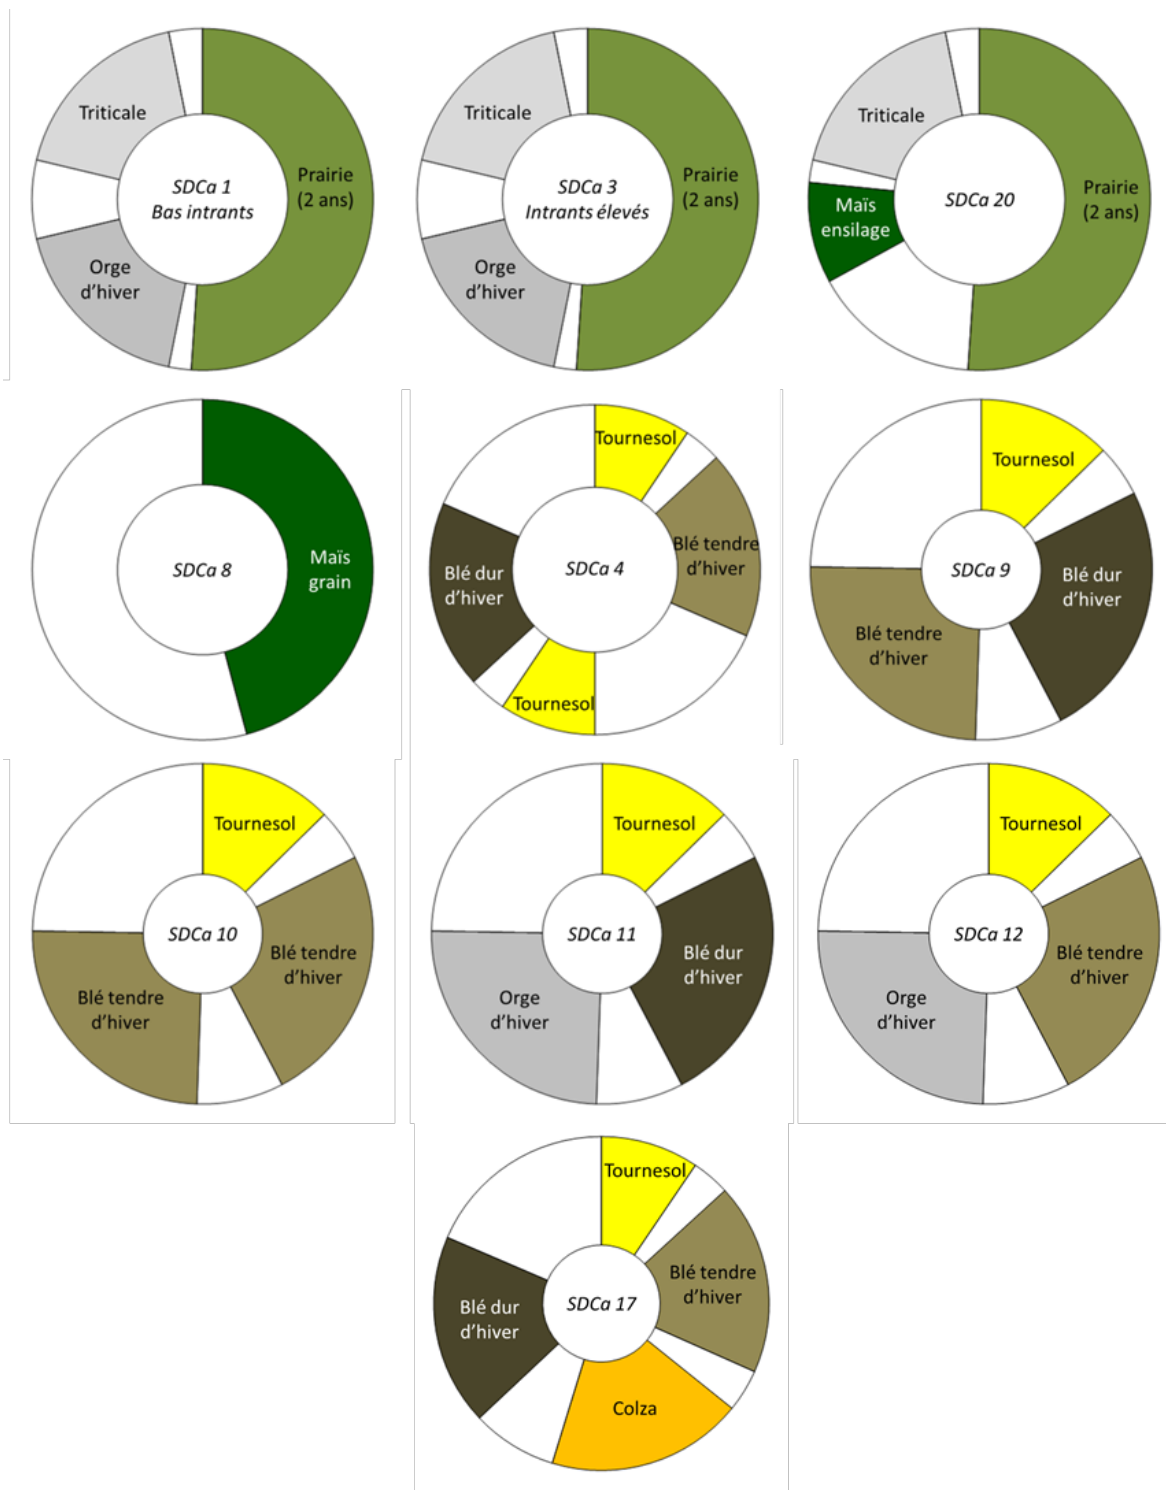 Triticale
Prairie
(2 ans)
SDCa 1
Bas intrants
Orge
d’hiver
Triticale
Prairie
(2 ans)
SDCa 3
Intrants élevés
Orge
d’hiver
Triticale
Prairie
(2 ans)
SDCa 20
Maïs
ensilage
Maïs
grain
SDCa 8
Tournesol
Blé tendre
d’hiver
SDCa 4
Blé dur
d’hiver
Tournesol
Tournesol
Blé dur
d’hiver
SDCa 9
Blé tendre
d’hiver
Tournesol
SDCa 10
Blé tendre
d’hiver
Blé tendre
d’hiver
Tournesol
SDCa 11
Blé dur
d’hiver
Orge
d’hiver
Tournesol
SDCa 12
Blé tendre
d’hiver
Orge
d’hiver
Tournesol
Blé tendre
d’hiver
SDCa 17
Blé dur
d’hiver
Colza